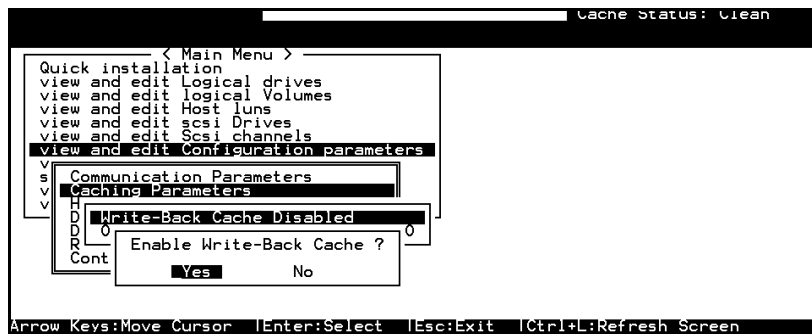 Cache Status: Clean
< Main Menu >
Quick installation
view and edit Logical drives
view and edit logical Volumes
view and edit Host luns
view and edit scsi Drives
view and edit Scsi channels
view and edit Configuration parameters
v
s Communication Parameters
v Caching Parameters
v H
D Write-Back Cache Disabled
D O O
R Enable Write-Back Cache ?
Cont
Yes No
Arrow Keys:Move Cursor |Enter:Select |Esc:Exit |Ctrl+L:Refresh Screen